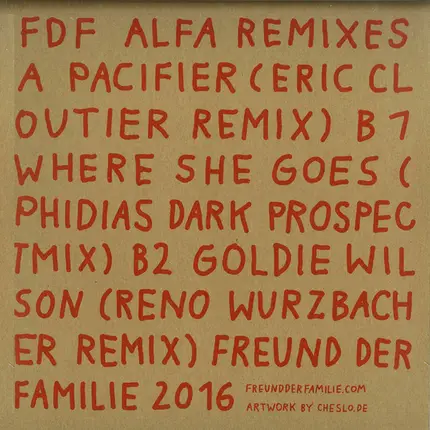 FDF ALFA REMIXES
A PACIFIER (ERIC CL
OUTIER REMIX) B1
WHERE SHE GOES (
PHIDIAS DARK PROSPEC
TMIX) B2 GOLDIE WIL
SON (RENO WURZBACH
ER REMIX) FREUND DER
FAMILIE 2016 FREUNDDERFAMILIE.COM
ARTWORK BY CHESLO.DE